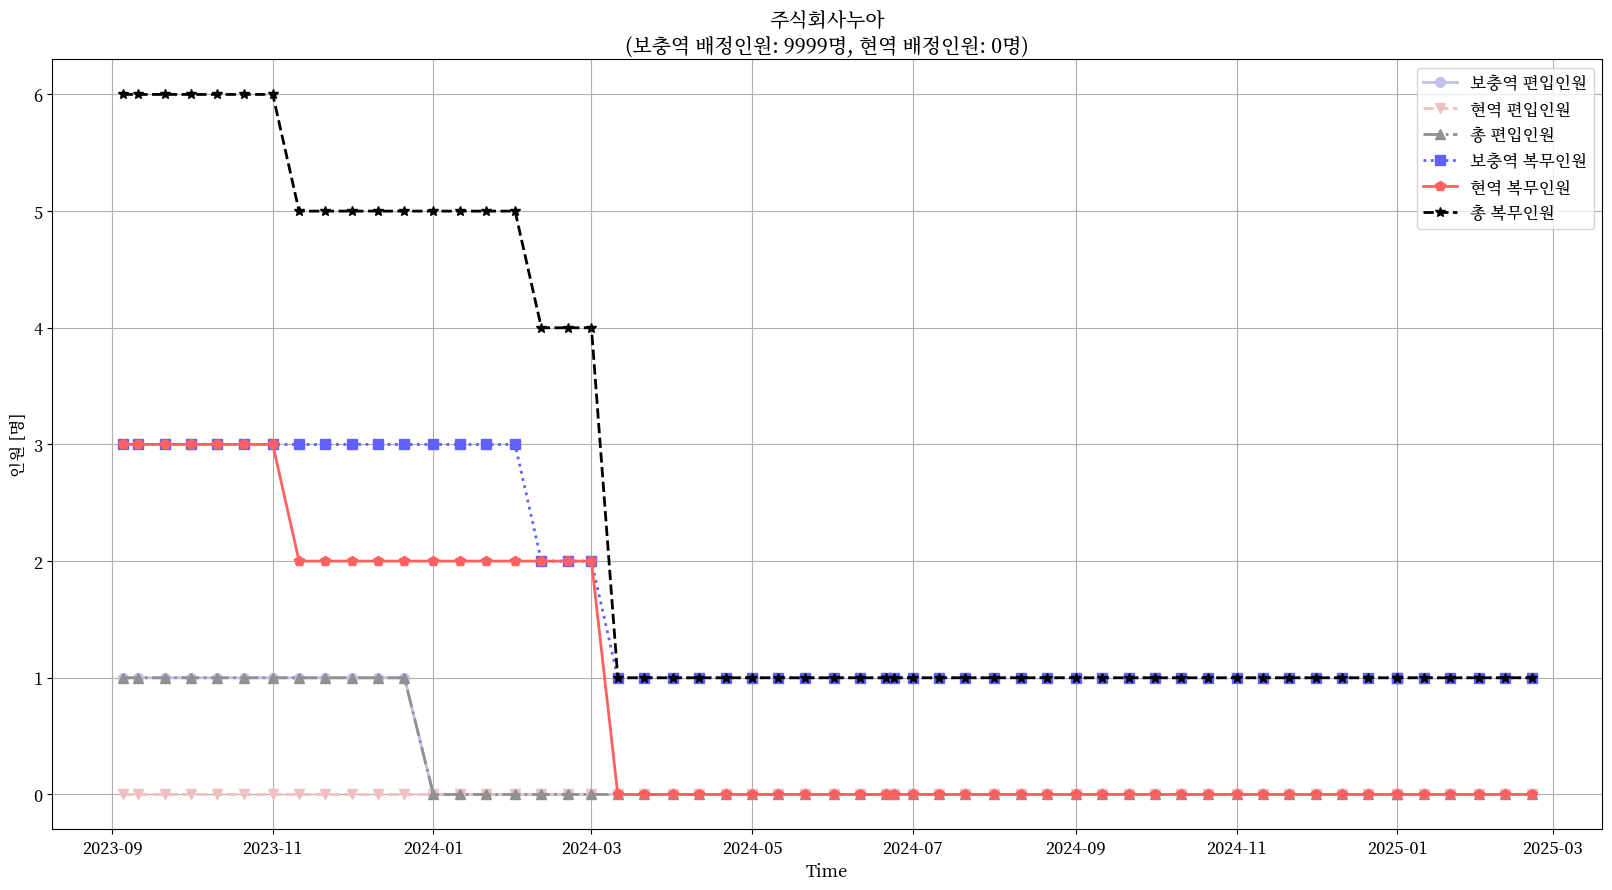 주식회사누아
(보충역 배정인원: 9999명, 현역 배정인원: 0명)
보충역 편입인원
현역 편입인원
총 편입인원
보충역 복무인원
현역 복무인원
총 복무인원
인원 [명]
6
5
4
3
2
1
0
2023-09
2023-11
2024-01
2024-03
2024-05
2024-07
2024-09
2024-11
2025-01
2025-03
Time